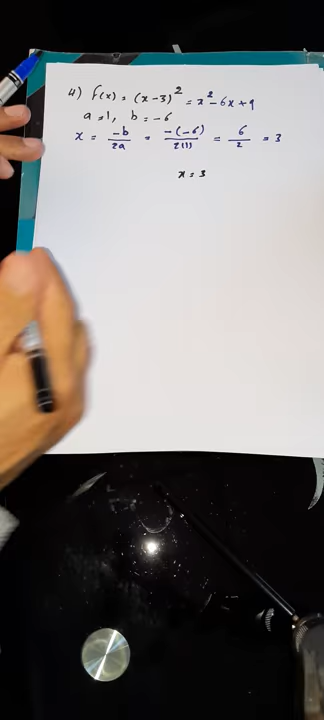 4) f(x) = (x-3)² = x² - 6x + 9
a = 1, b = -6
x = -b/2a = -(-6)/2(1) = 6/2 = 3
x = 3